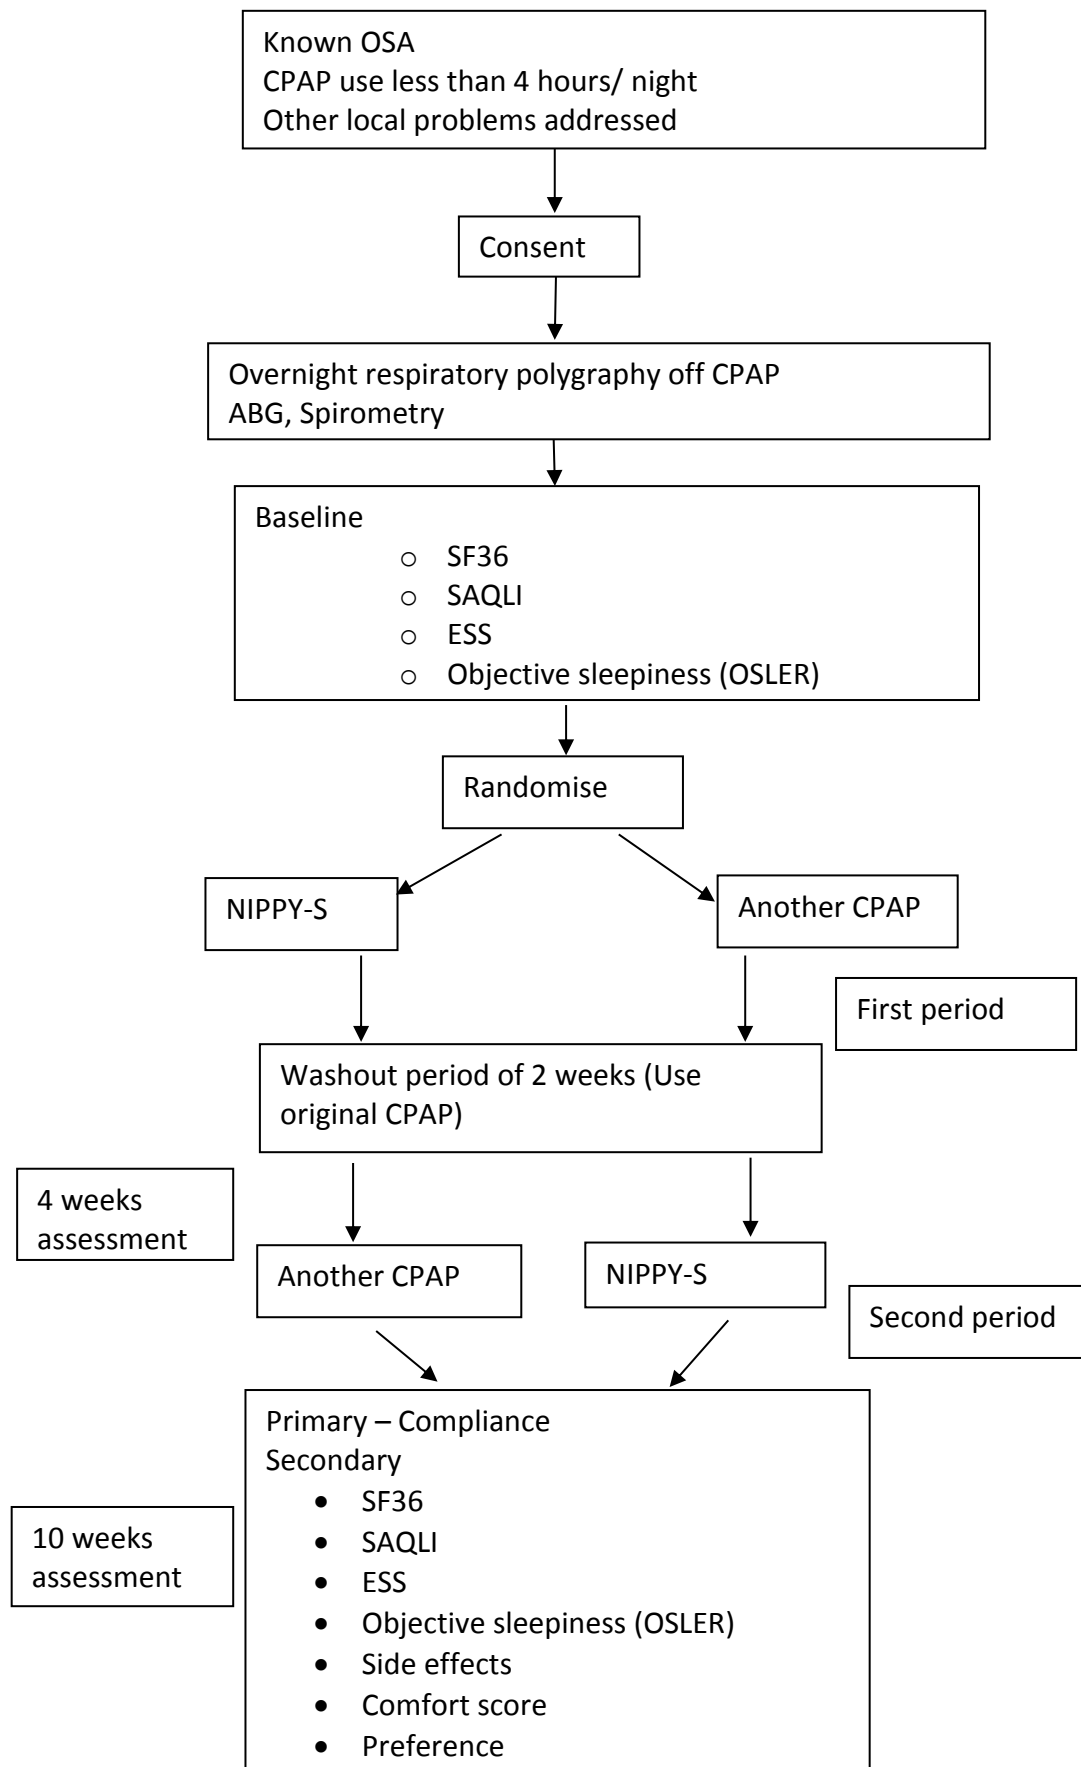 Known OSA
CPAP use less than 4 hours/ night
Other local problems addressed
Consent
Overnight respiratory polygraphy off CPAP
ABG, Spirometry
Baseline
o SF36
o SAQLI
o ESS
o Objective sleepiness (OSLER)
Randomise
NIPPY-S
Another CPAP
First period
Washout period of 2 weeks (Use
original CPAP)
4 weeks
assessment
Another CPAP
NIPPY-S
Second period
Primary – Compliance
Secondary
• SF36
• SAQLI
• ESS
• Objective sleepiness (OSLER)
• Side effects
• Comfort score
• Preference
10 weeks
assessment